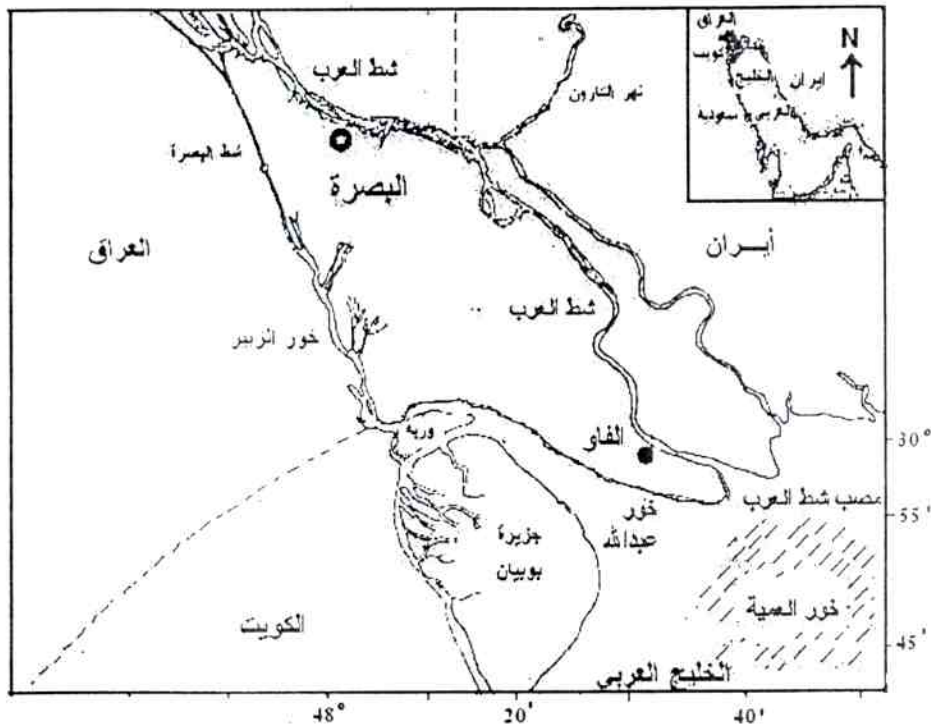 شط العرب
نهر الكارون
شط البصرة
البصرة
العراق
أيــران
شط العرب
خور الزبير
وربة
الفاو
خور
عبدالله
مصب شط العرب
جزيرة
بوبيان
خور العمية
الكويت
الخليج العربي
N
العراق
كويت
ايران
الخليج
العربي
سعودية
30°
55'
45'
48°
20'
40'